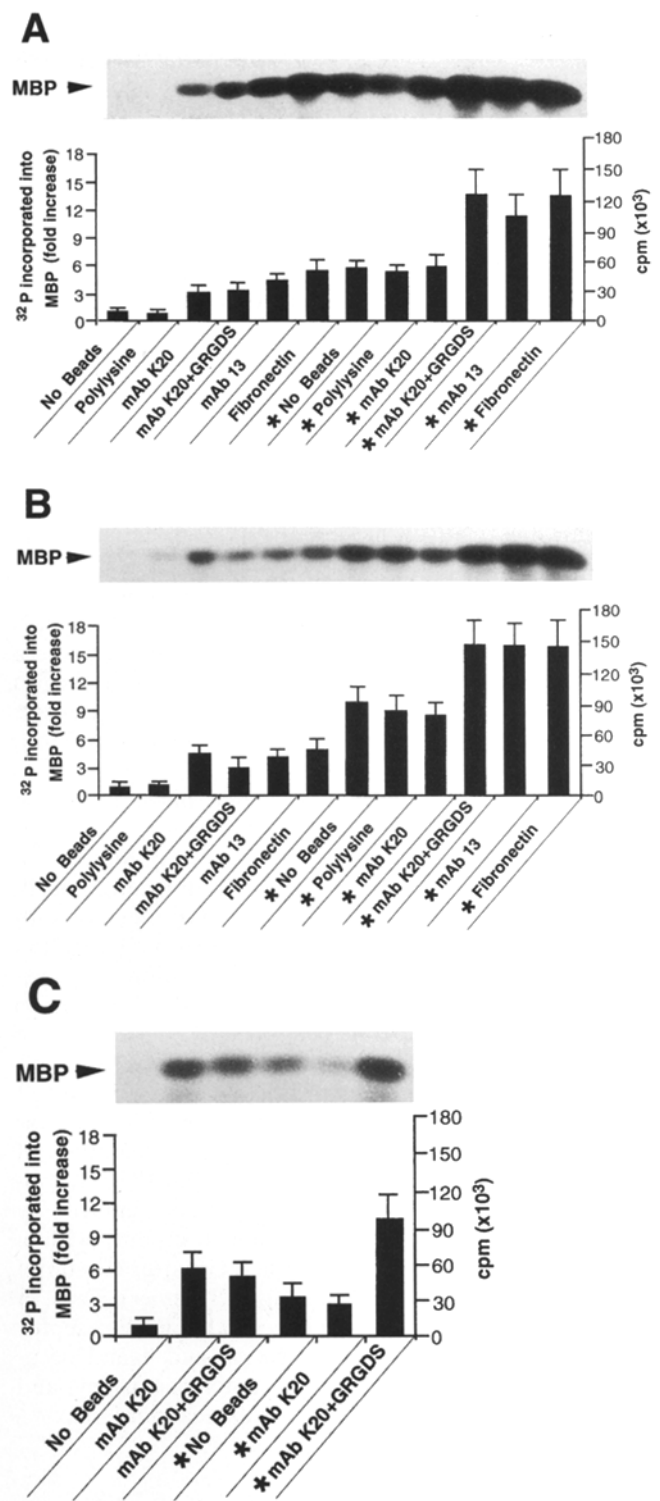 A
MBP
³²P incorporated into
MBP (fold increase)
18
15
12
9
6
3
0
180
150
120
90
60
30
0
cpm (x10³)
No Beads
Polylysine
mAb K20
mAb K20+GRGDS
mAb 13
Fibronectin
* No Beads
* Polylysine
* mAb K20
* mAb K20+GRGDS
* mAb 13
* Fibronectin
B
MBP
³²P incorporated into
MBP (fold increase)
18
15
12
9
6
3
0
180
150
120
90
60
30
0
cpm (x10³)
No Beads
Polylysine
mAb K20
mAb K20+GRGDS
mAb 13
Fibronectin
* No Beads
* Polylysine
* mAb K20
* mAb K20+GRGDS
* mAb 13
* Fibronectin
C
MBP
³²P incorporated into
MBP (fold increase)
18
15
12
9
6
3
0
180
150
120
90
60
30
0
cpm (x10³)
No Beads
mAb K20
mAb K20+GRGDS
* No Beads
* mAb K20
* mAb K20+GRGDS